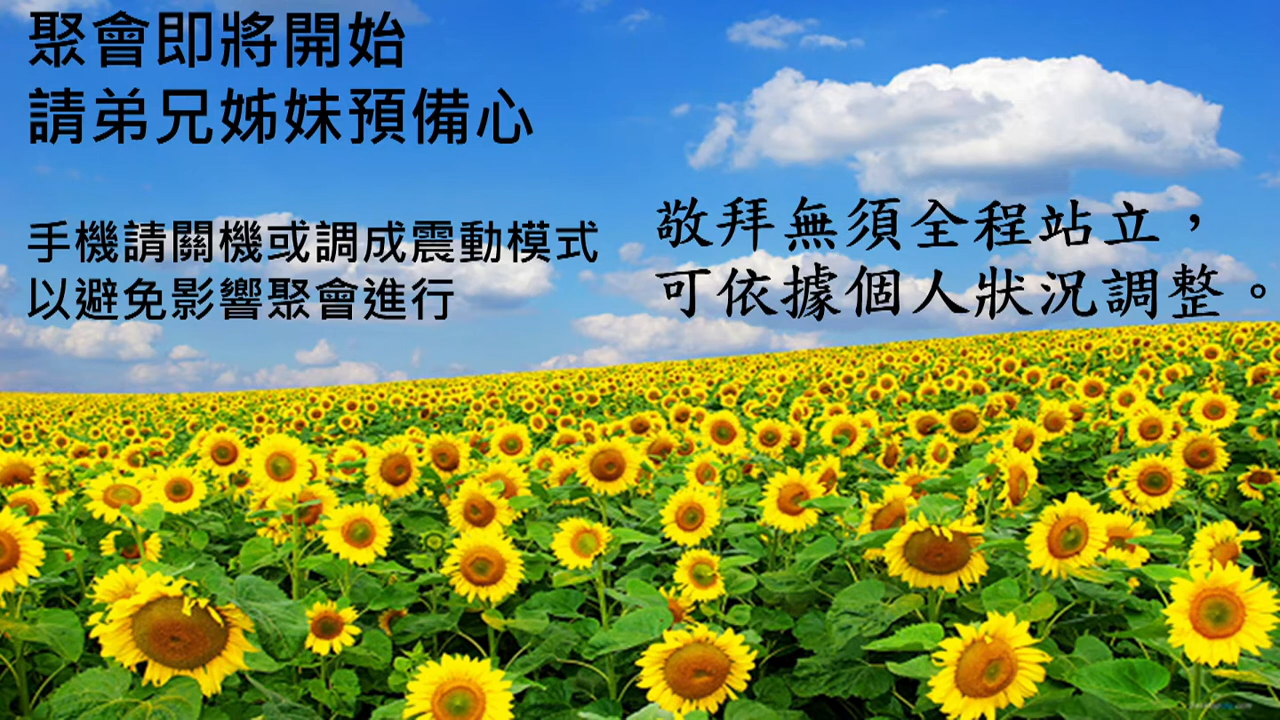 聚會即將開始
請弟兄姊妹預備心
手機請關機或調成震動模式
以避免影響聚會進行
敬拜無須全程站立，
可依據個人狀況調整。